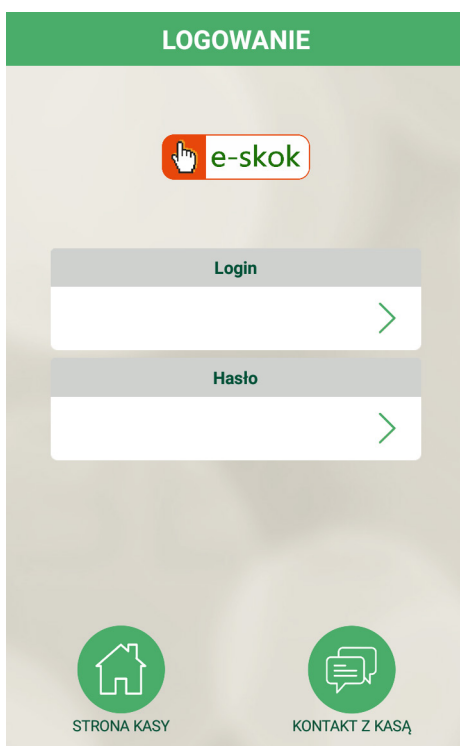 LOGOWANIE
e-skok
Login
Hasło
STRONA KASY
KONTAKT Z KASĄ